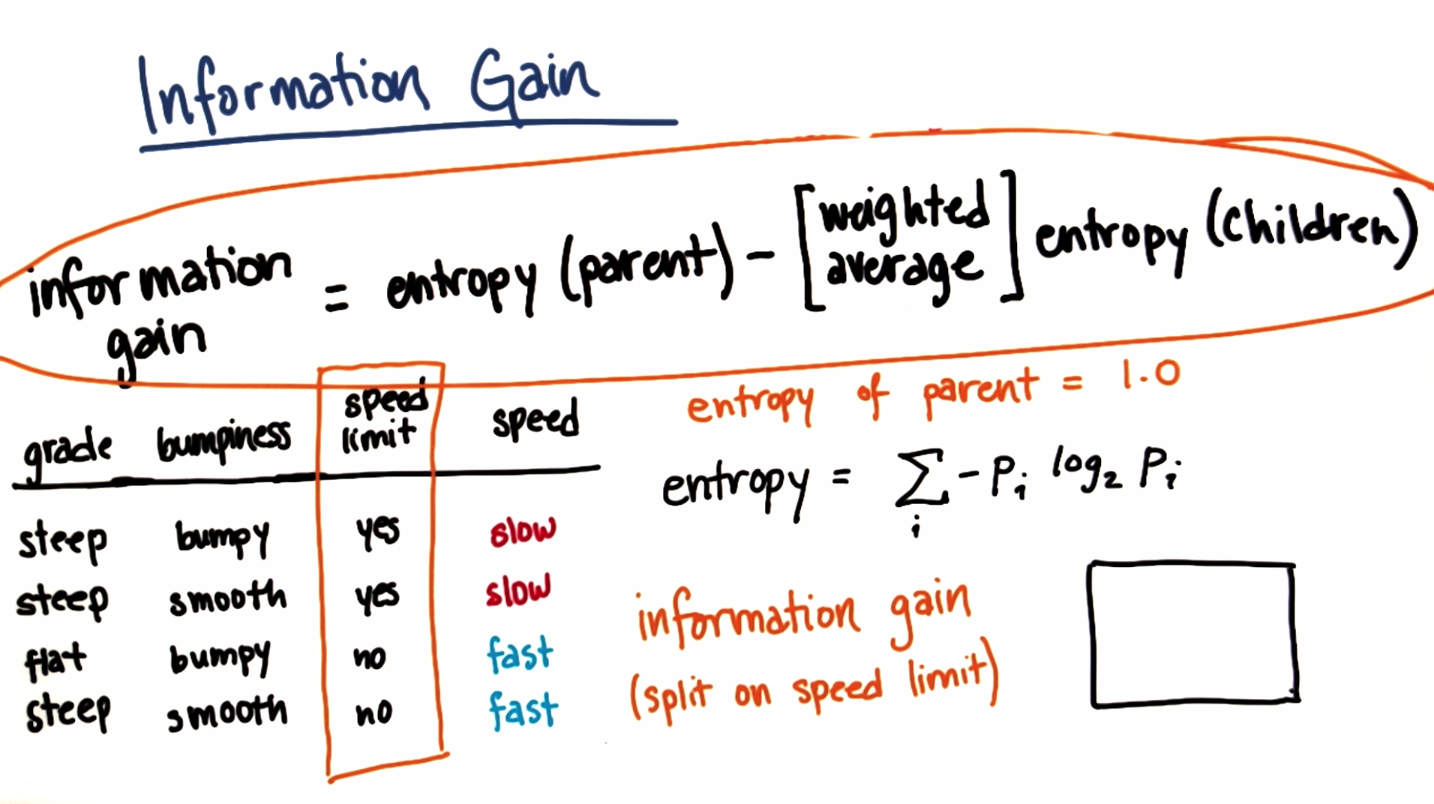 Information Gain
information gain = entropy (parent) - [weighted average] entropy (children)
entropy of parent = 1.0
entropy = Σ_i -P_i log₂ P_i
grade bumpiness speed limit speed
steep bumpy yes slow
steep smooth yes slow
flat bumpy no fast
steep smooth no fast
information gain
(split on speed limit)